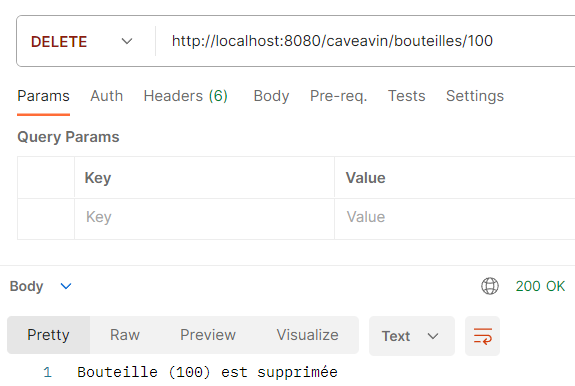 DELETE http://localhost:8080/caveavin/bouteilles/100
Params Auth Headers (6) Body Pre-req. Tests Settings
Query Params
Key Value
Key Value
Body 200 OK
Pretty Raw Preview Visualize Text
1 Bouteille (100) est supprimée